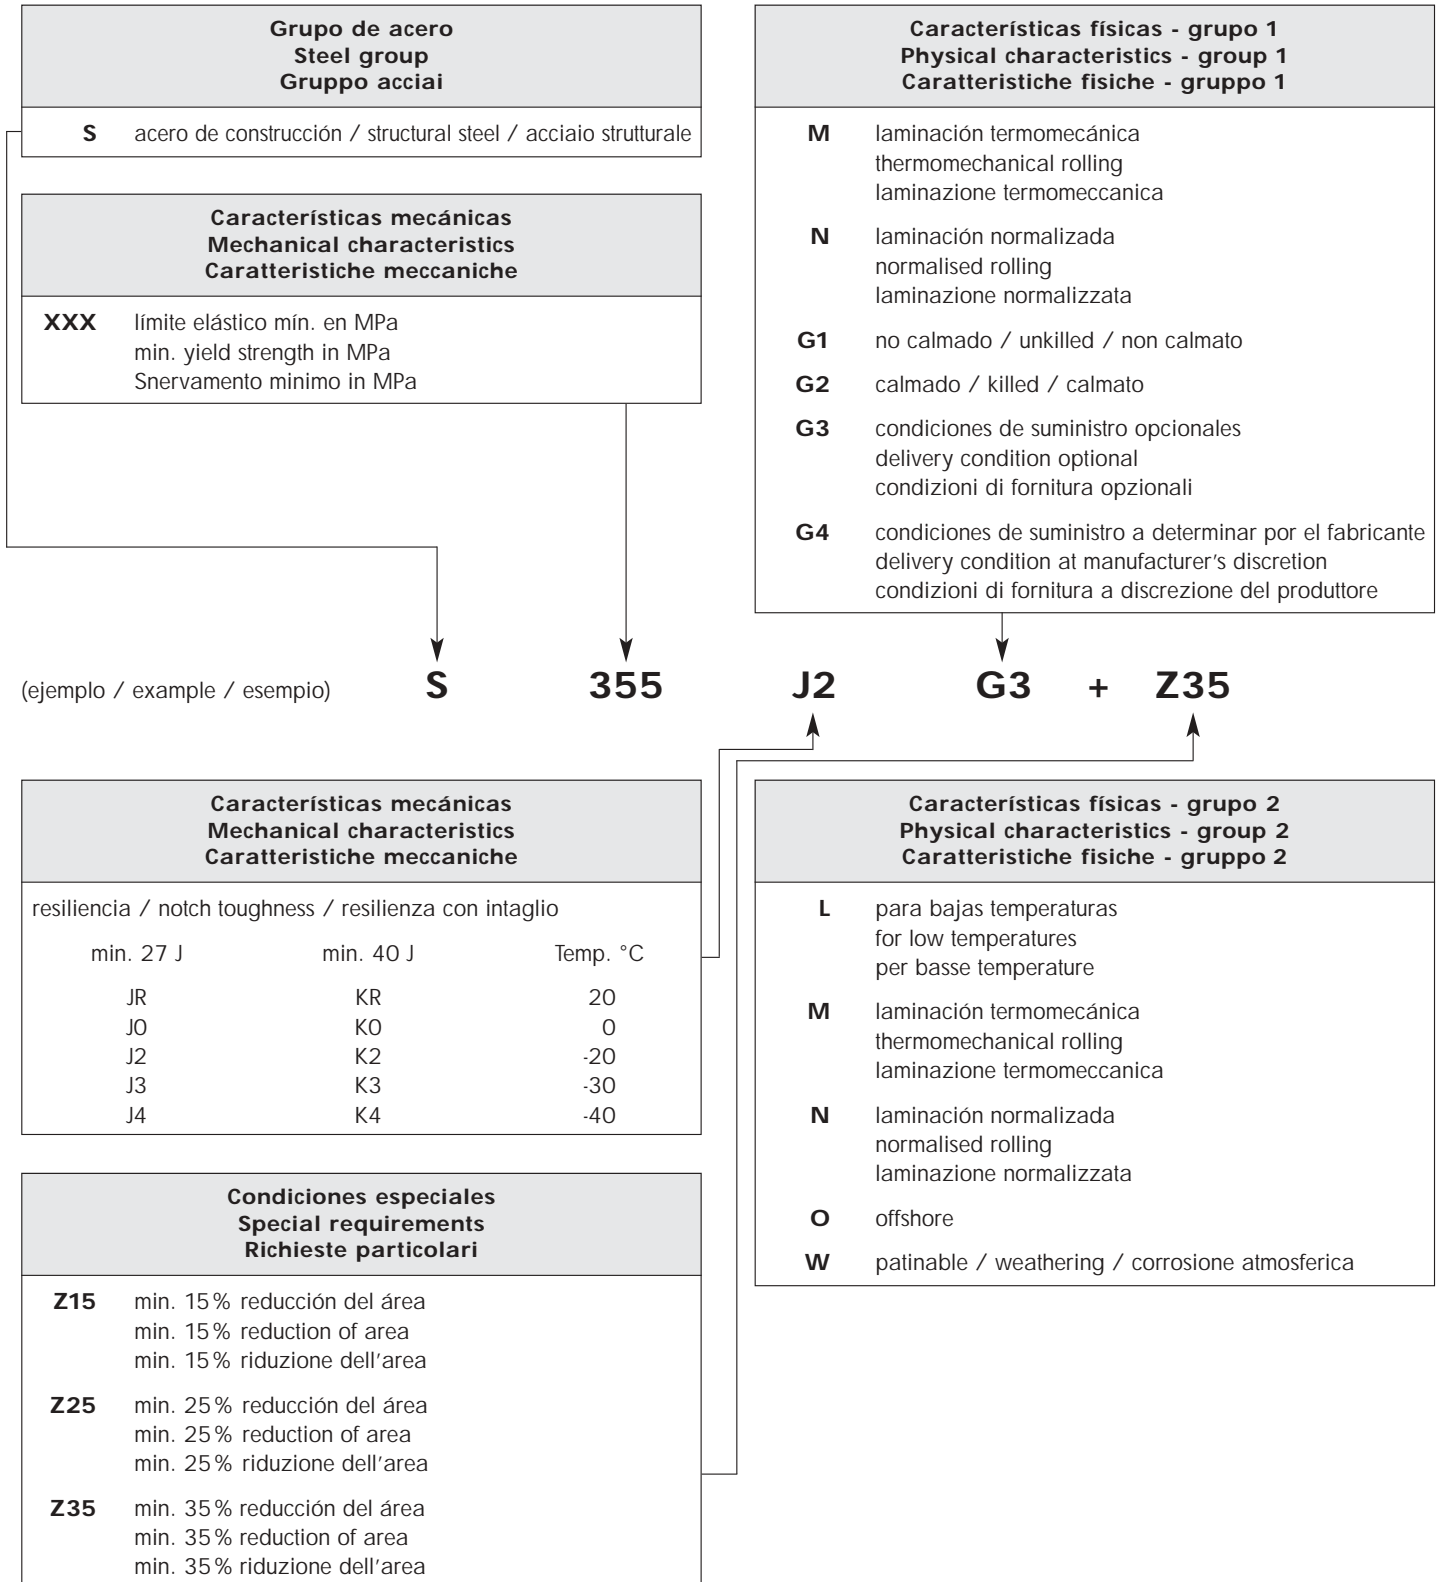 Grupo de acero
Steel group
Gruppo acciai
S acero de construcción / structural steel / acciaio strutturale
Características mecánicas
Mechanical characteristics
Caratteristiche meccaniche
XXX límite elástico mín. en MPa
min. yield strength in MPa
Snervamento minimo in MPa
Características físicas - grupo 1
Physical characteristics - group 1
Caratteristiche fisiche - gruppo 1
M laminación termomecánica
thermomechanical rolling
laminazione termomeccanica
N laminación normalizada
normalised rolling
laminazione normalizzata
G1 no calmado / unkilled / non calmato
G2 calmado / killed / calmato
G3 condiciones de suministro opcionales
delivery condition optional
condizioni di fornitura opzionali
G4 condiciones de suministro a determinar por el fabricante
delivery condition at manufacturer's discretion
condizioni di fornitura a discrezione del produttore
(ejemplo / example / esempio) S 355 J2 G3 + Z35
Características mecánicas
Mechanical characteristics
Caratteristiche meccaniche
resiliencia / notch toughness / resilienza con intaglio
min. 27 J min. 40 J Temp. °C
JR KR 20
J0 K0 0
J2 K2 -20
J3 K3 -30
J4 K4 -40
Condiciones especiales
Special requirements
Richieste particolari
Z15 min. 15% reducción del área
min. 15% reduction of area
min. 15% riduzione dell'area
Z25 min. 25% reducción del área
min. 25% reduction of area
min. 25% riduzione dell'area
Z35 min. 35% reducción del área
min. 35% reduction of area
min. 35% riduzione dell'area
Características físicas - grupo 2
Physical characteristics - group 2
Caratteristiche fisiche - gruppo 2
L para bajas temperaturas
for low temperatures
per basse temperature
M laminación termomecánica
thermomechanical rolling
laminazione termomeccanica
N laminación normalizada
normalised rolling
laminazione normalizzata
O offshore
W patinable / weathering / corrosione atmosferica